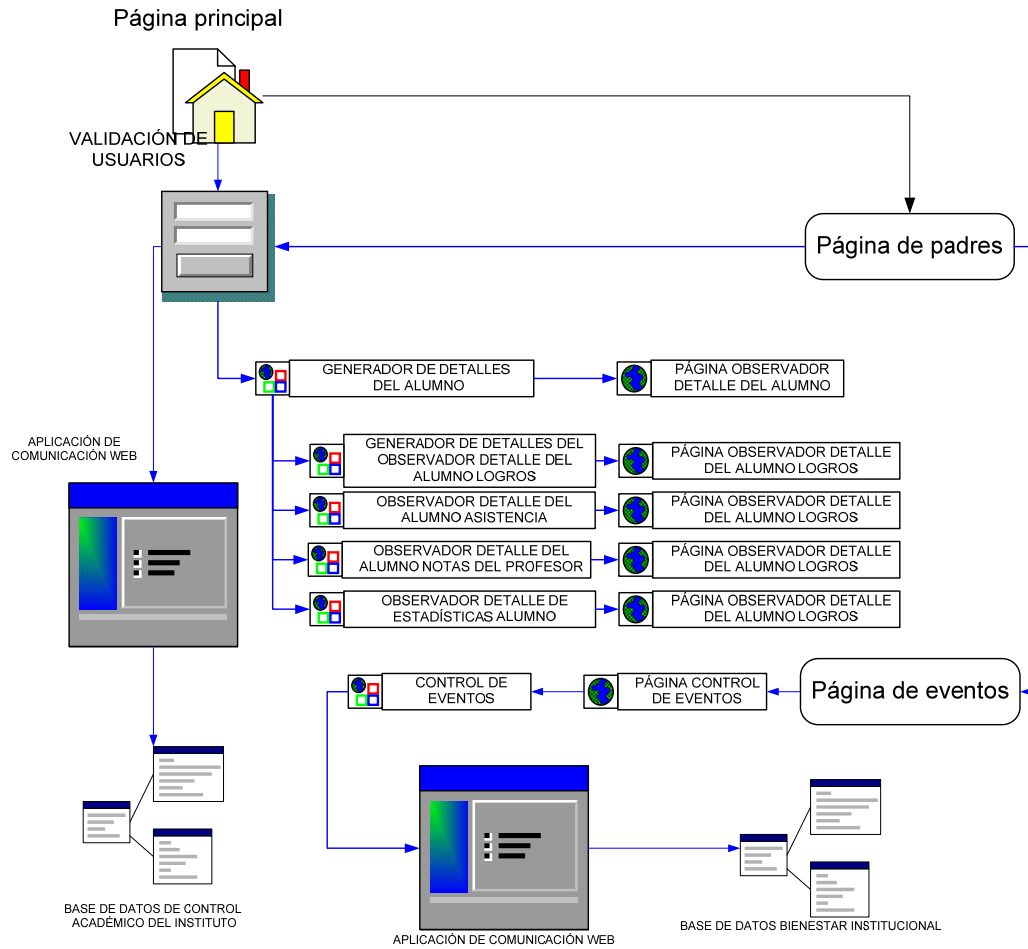 Página principal
VALIDACIÓN DE
USUARIOS
Página de padres
GENERADOR DE DETALLES
DEL ALUMNO
PÁGINA OBSERVADOR
DETALLE DEL ALUMNO
APLICACIÓN DE
COMUNICACIÓN WEB
GENERADOR DE DETALLES DEL
OBSERVADOR DETALLE DEL
ALUMNO LOGROS
PÁGINA OBSERVADOR DETALLE
DEL ALUMNO LOGROS
OBSERVADOR DETALLE DEL
ALUMNO ASISTENCIA
PÁGINA OBSERVADOR DETALLE
DEL ALUMNO LOGROS
OBSERVADOR DETALLE DEL
ALUMNO NOTAS DEL PROFESOR
PÁGINA OBSERVADOR DETALLE
DEL ALUMNO LOGROS
OBSERVADOR DETALLE DE
ESTADÍSTICAS ALUMNO
PÁGINA OBSERVADOR DETALLE
DEL ALUMNO LOGROS
CONTROL DE
EVENTOS
PÁGINA CONTROL
DE EVENTOS
Página de eventos
BASE DE DATOS DE CONTROL
ACADÉMICO DEL INSTITUTO
APLICACIÓN DE COMUNICACIÓN WEB
BASE DE DATOS BIENESTAR INSTITUCIONAL